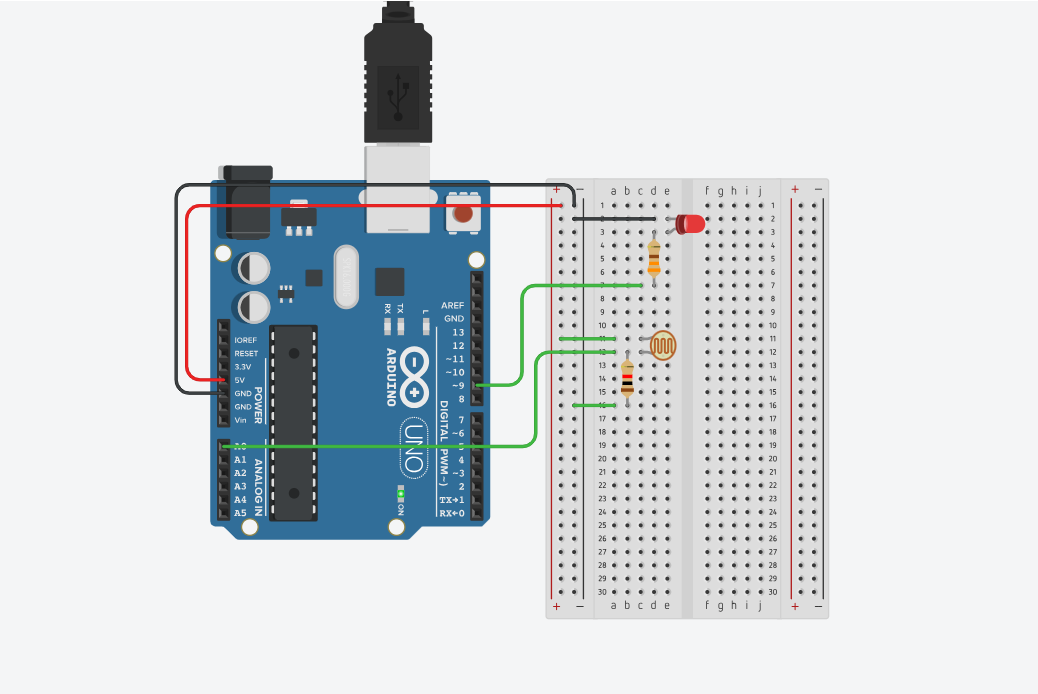 + − a b c d e f g h i j + −
1 1
2 2
3 3
4 4
5 5
6 6
7 7
8 8
9 9
10 10
11 11
12 12
13 13
14 14
15 15
16 16
17 17
18 18
19 19
20 20
21 21
22 22
23 23
24 24
25 25
26 26
27 27
28 28
29 29
30 30
+ − a b c d e f g h i j + −
IOREF
RESET
3.3V
5V
GND
GND
Vin
POWER
A0
A1
A2
A3
A4
A5
ANALOG IN
RX
TX
L
ARDUINO
UNO
ON
AREF
GND
13
12
~11
~10
~9
8
7
~6
5
4
~3
2
TX→1
RX←0
DIGITAL (PWM~)